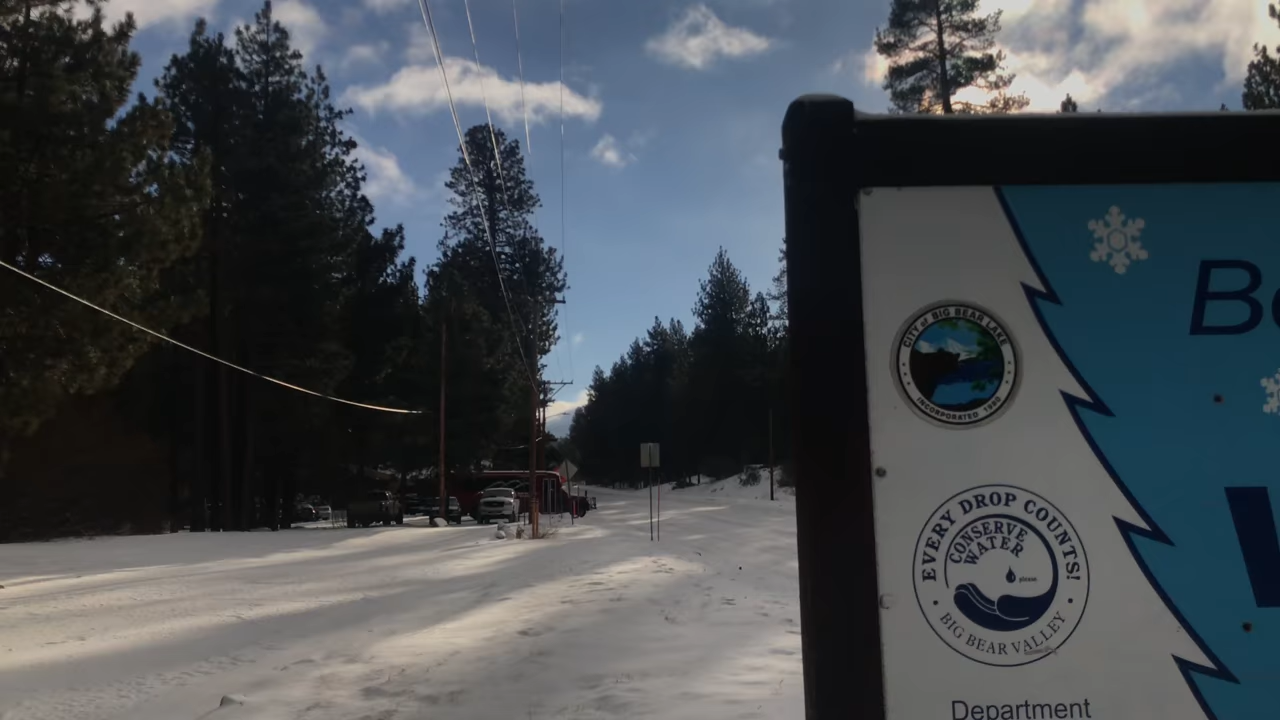 CITY of BIG BEAR LAKE
INCORPORATED 1980
EVERY DROP COUNTS!
CONSERVE
WATER
please
BIG BEAR VALLEY
Department